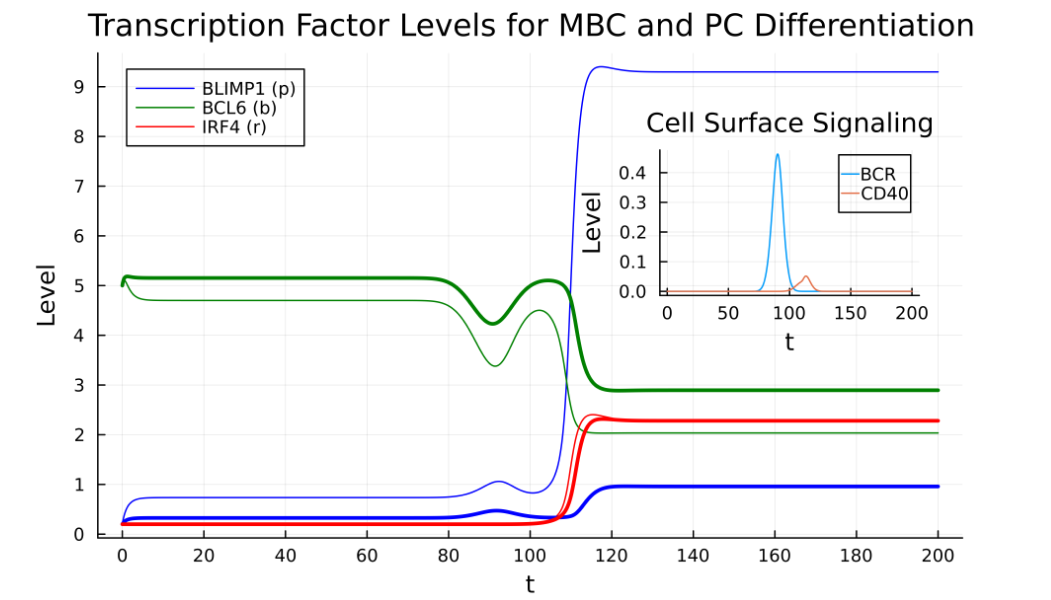 Transcription Factor Levels for MBC and PC Differentiation
BLIMP1 (p)
BCL6 (b)
IRF4 (r)
Level
9
8
7
6
5
4
3
2
1
0
0 20 40 60 80 100 120 140 160 180 200
t
Cell Surface Signaling
BCR
CD40
Level
0.4
0.3
0.2
0.1
0.0
0 50 100 150 200
t